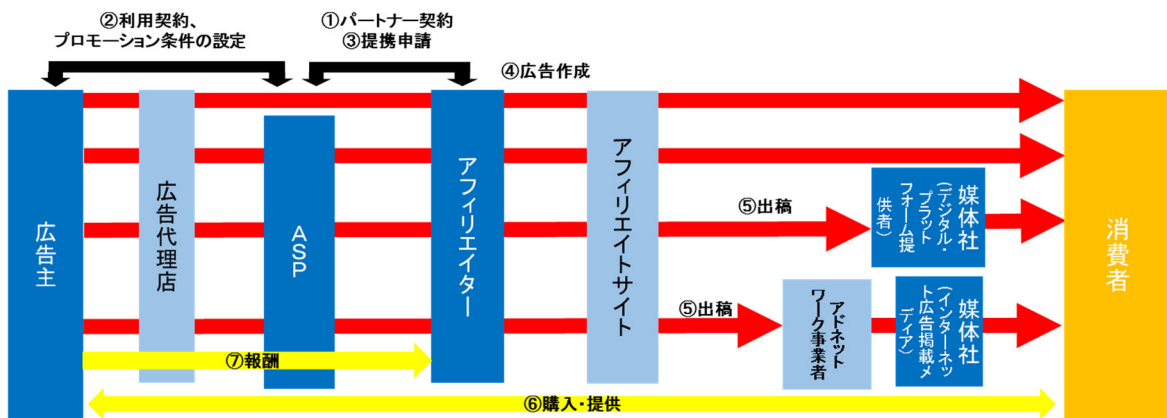 ②利用契約、
プロモーション条件の設定
①パートナー契約
③提携申請
④広告作成
広告主
広告代理店
ASP
アフィリエイター
アフィリエイトサイト
⑤出稿
媒体社
(デジタル・
プラット
フォーム提
供者)
⑤出稿
アドネット
ワーク事業者
媒体社
(インターネッ
ト広告掲載メ
ディア)
消費者
⑦報酬
⑥購入・提供